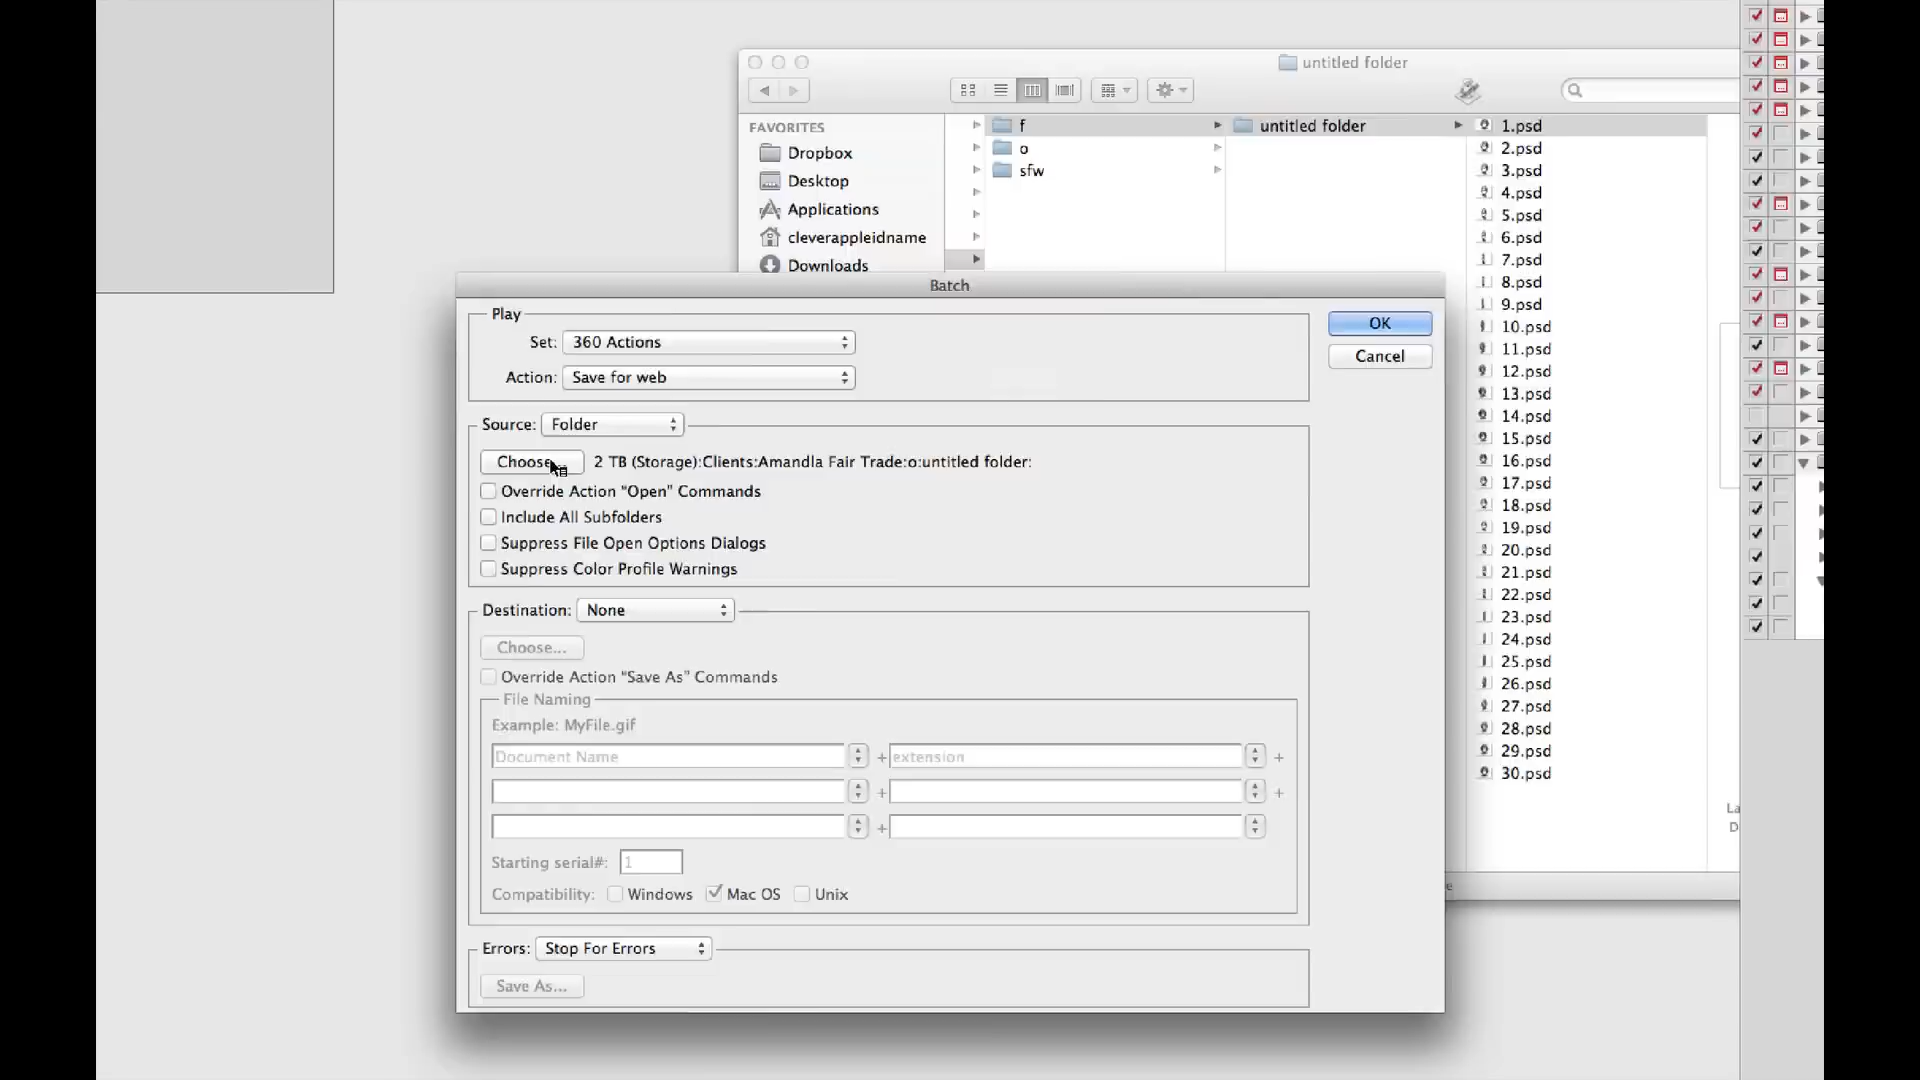 untitled folder
FAVORITES
Dropbox
Desktop
Applications
cleverappleidname
Downloads
f
o
sfw
untitled folder
1.psd
2.psd
3.psd
4.psd
5.psd
6.psd
7.psd
8.psd
9.psd
10.psd
11.psd
12.psd
13.psd
14.psd
15.psd
16.psd
17.psd
18.psd
19.psd
20.psd
21.psd
22.psd
23.psd
24.psd
25.psd
26.psd
27.psd
28.psd
29.psd
30.psd
Batch
Play
Set: 360 Actions
Action: Save for web
OK
Cancel
Source: Folder
Choose... 2 TB (Storage):Clients:Amandla Fair Trade:o:untitled folder:
Override Action “Open” Commands
Include All Subfolders
Suppress File Open Options Dialogs
Suppress Color Profile Warnings
Destination: None
Choose...
Override Action “Save As” Commands
File Naming
Example: MyFile.gif
Document Name + extension +
+ +
+
Starting serial#: 1
Compatibility: Windows Mac OS Unix
Errors: Stop For Errors
Save As...